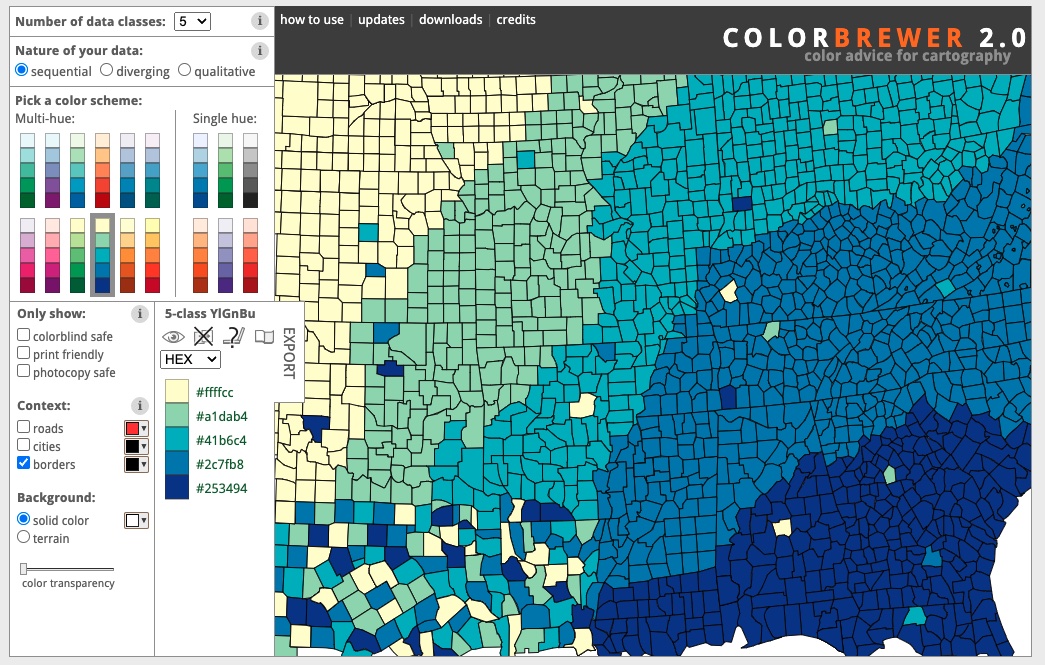 Number of data classes: 5 i
how to use | updates | downloads | credits
COLORBREWER 2.0
color advice for cartography
Nature of your data: i
sequential diverging qualitative
Pick a color scheme:
Multi-hue: Single hue:
Only show: i
colorblind safe
print friendly
photocopy safe
Context: i
roads
cities
borders
Background:
solid color
terrain
color transparency
5-class YlGnBu
HEX
EXPORT
#ffffcc
#a1dab4
#41b6c4
#2c7fb8
#253494